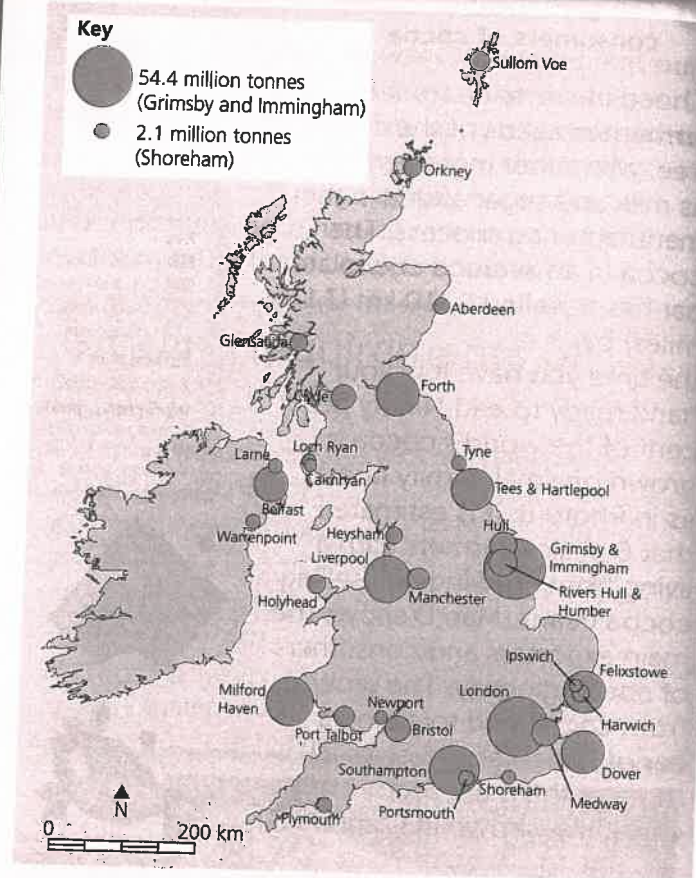 Key
54.4 million tonnes
(Grimsby and Immingham)
2.1 million tonnes
(Shoreham)
Sullom Voe
Orkney
Aberdeen
Glensanda
Clyde
Forth
Larne
Loch Ryan
Cairnryan
Belfast
Warrenpoint
Tyne
Tees & Hartlepool
Hull
Heysham
Liverpool
Grimsby &
Immingham
Manchester
Holyhead
Rivers Hull &
Humber
Ipswich
Felixstowe
Milford
Haven
Newport
London
Port Talbot
Bristol
Harwich
Southampton
Dover
Shoreham
Medway
Portsmouth
Plymouth
N
0
200 km